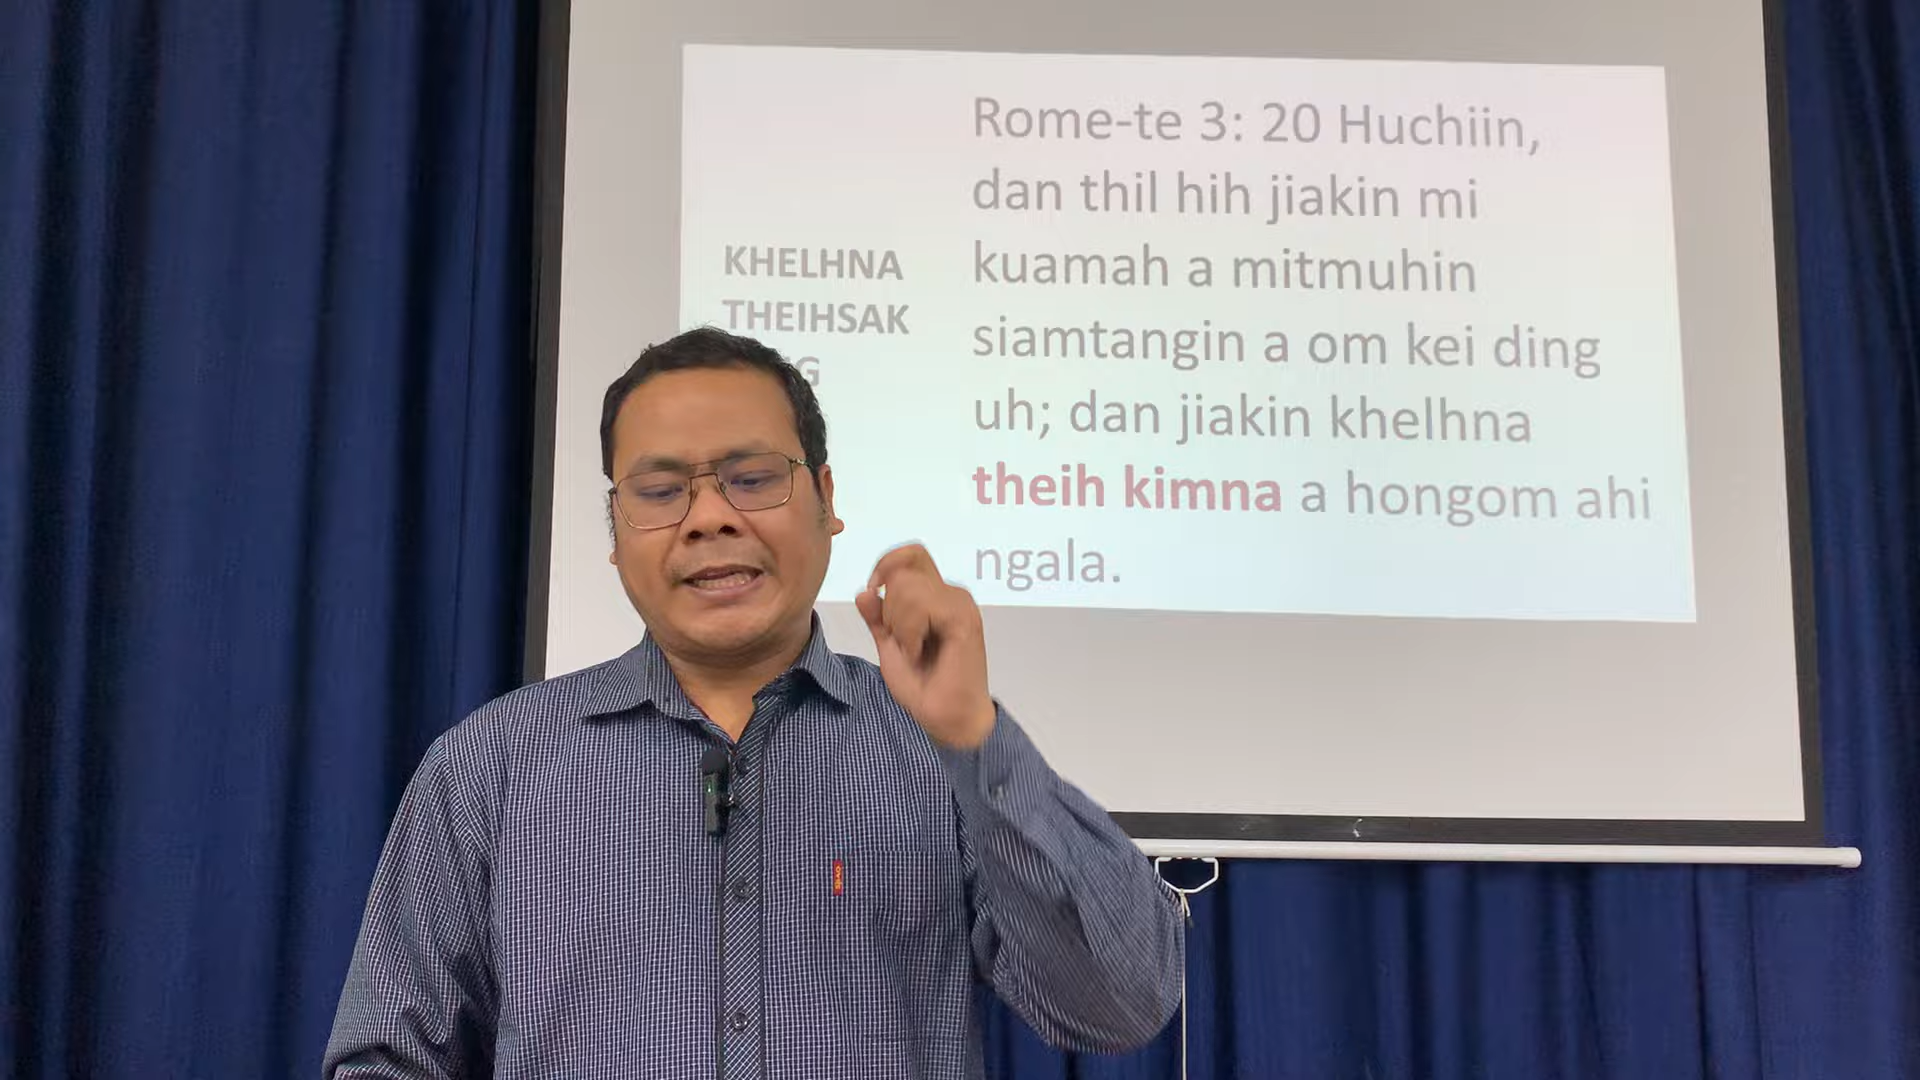 KHELHNA
THEIHSAK
Rome-te 3: 20 Huchiin,
dan thil hih jiakin mi
kuamah a mitmuhin
siamtangin a om kei ding
uh; dan jiakin khelhna
theih kimna a hongom ahi
ngala.